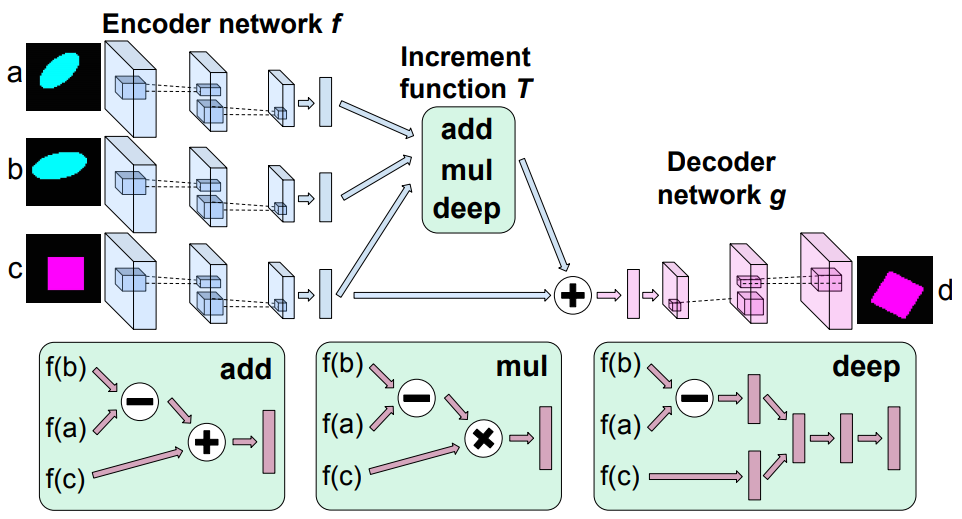 Encoder network f
a
b
c
Increment
function T
add
mul
deep
Decoder
network g
d
f(b)
f(a)
f(c)
add
f(b)
f(a)
f(c)
mul
f(b)
f(a)
f(c)
deep